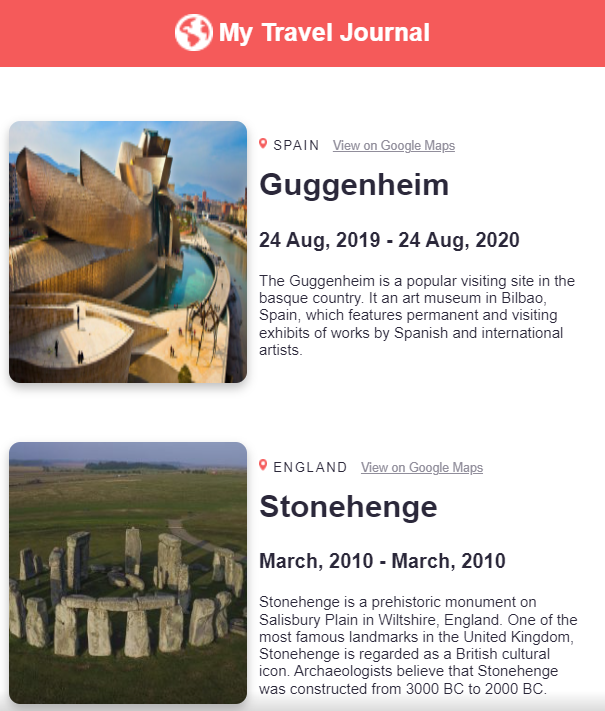 My Travel Journal
SPAIN View on Google Maps
Guggenheim
24 Aug, 2019 - 24 Aug, 2020
The Guggenheim is a popular visiting site in the
basque country. It an art museum in Bilbao,
Spain, which features permanent and visiting
exhibits of works by Spanish and international
artists.
ENGLAND View on Google Maps
Stonehenge
March, 2010 - March, 2010
Stonehenge is a prehistoric monument on
Salisbury Plain in Wiltshire, England. One of the
most famous landmarks in the United Kingdom,
Stonehenge is regarded as a British cultural
icon. Archaeologists believe that Stonehenge
was constructed from 3000 BC to 2000 BC.